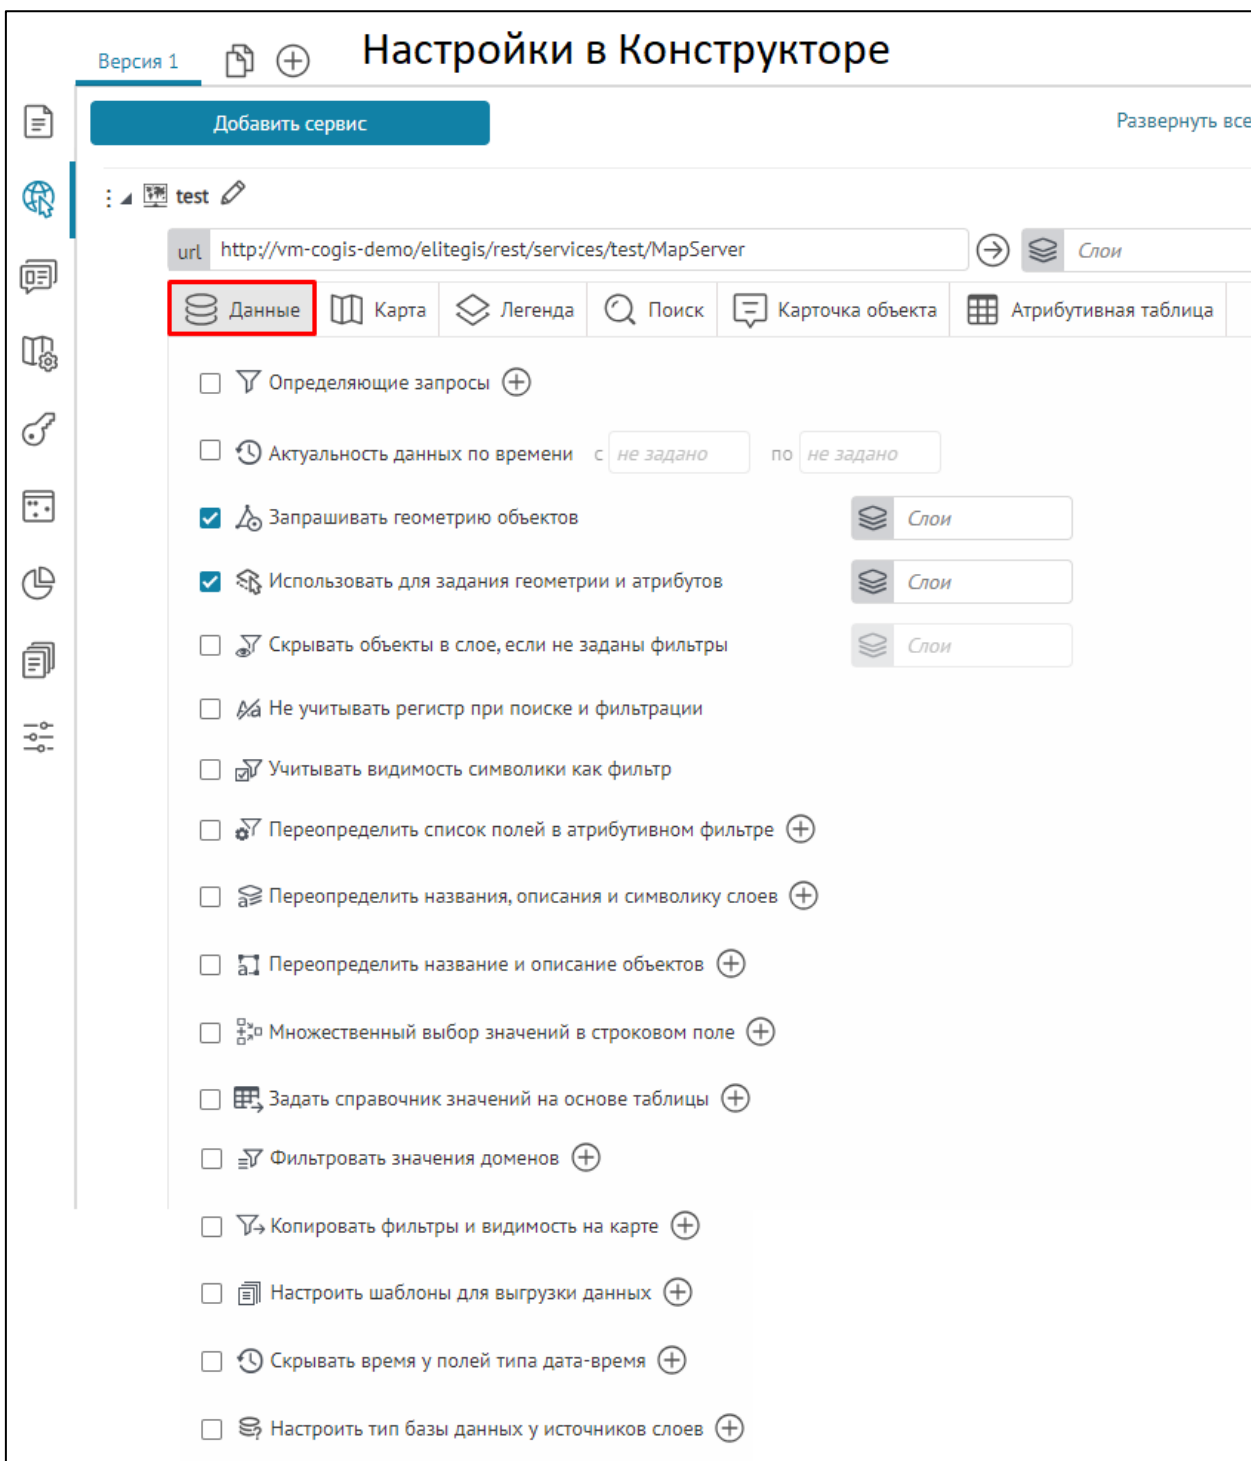 Настройки в Конструкторе
Версия 1
Добавить сервис
Развернуть все
test
url http://vm-cogis-demo/elitegis/rest/services/test/MapServer Слои
Данные Карта Легенда Поиск Карточка объекта Атрибутивная таблица
Определяющие запросы
Актуальность данных по времени с не задано по не задано
Запрашивать геометрию объектов Слои
Использовать для задания геометрии и атрибутов Слои
Скрывать объекты в слое, если не заданы фильтры Слои
Не учитывать регистр при поиске и фильтрации
Учитывать видимость символики как фильтр
Переопределить список полей в атрибутивном фильтре
Переопределить названия, описания и символику слоев
Переопределить название и описание объектов
Множественный выбор значений в строковом поле
Задать справочник значений на основе таблицы
Фильтровать значения доменов
Копировать фильтры и видимость на карте
Настроить шаблоны для выгрузки данных
Скрывать время у полей типа дата-время
Настроить тип базы данных у источников слоев